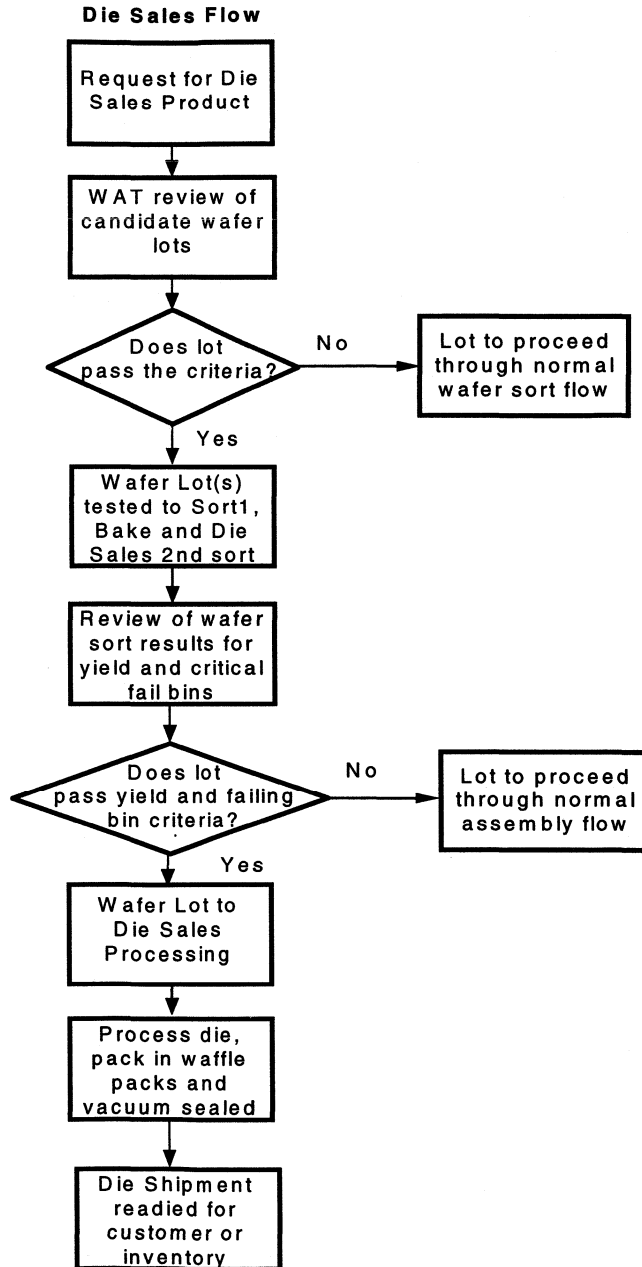 Die Sales Flow
Request for Die
Sales Product
WAT review of
candidate wafer
lots
Does lot
pass the criteria?
No
Lot to proceed
through normal
wafer sort flow
Yes
Wafer Lot(s)
tested to Sort1,
Bake and Die
Sales 2nd sort
Review of wafer
sort results for
yield and critical
fail bins
Does lot
pass yield and failing
bin criteria?
No
Lot to proceed
through normal
assembly flow
Yes
Wafer Lot to
Die Sales
Processing
Process die,
pack in waffle
packs and
vacuum sealed
Die Shipment
readied for
customer or
inventory